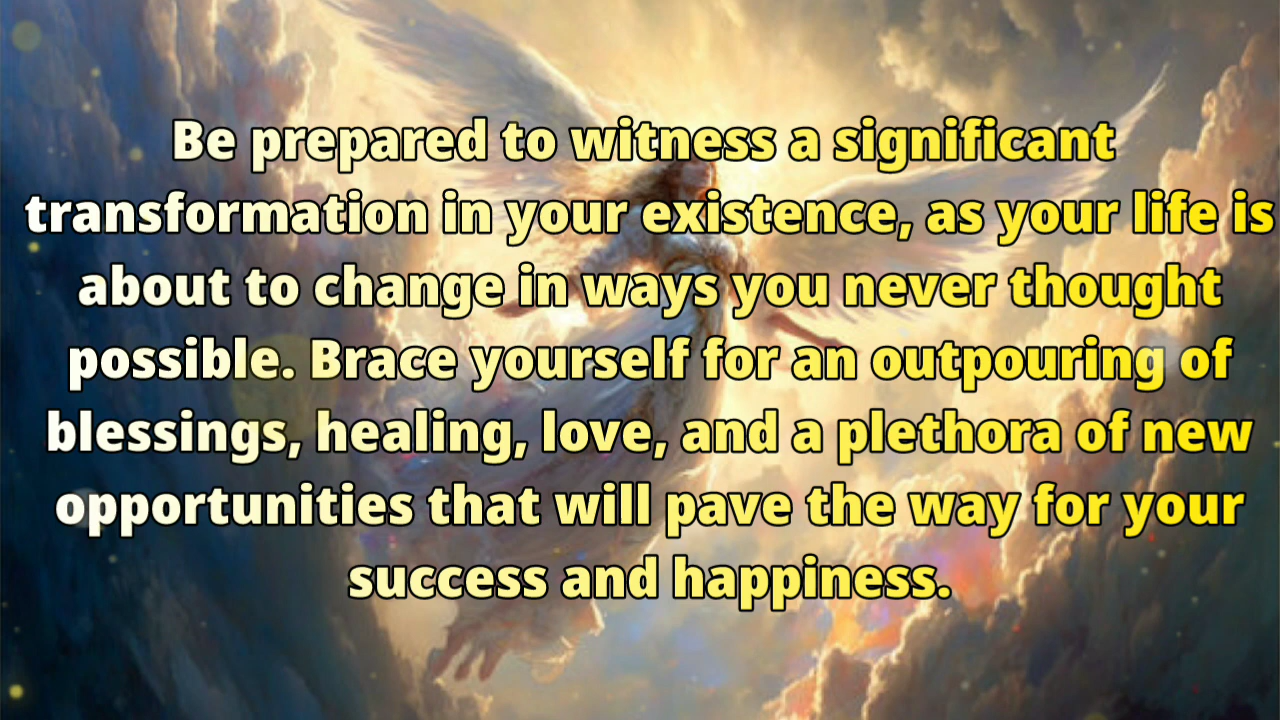 Be prepared to witness a significant
transformation in your existence, as your life is
about to change in ways you never thought
possible. Brace yourself for an outpouring of
blessings, healing, love, and a plethora of new
opportunities that will pave the way for your
success and happiness.